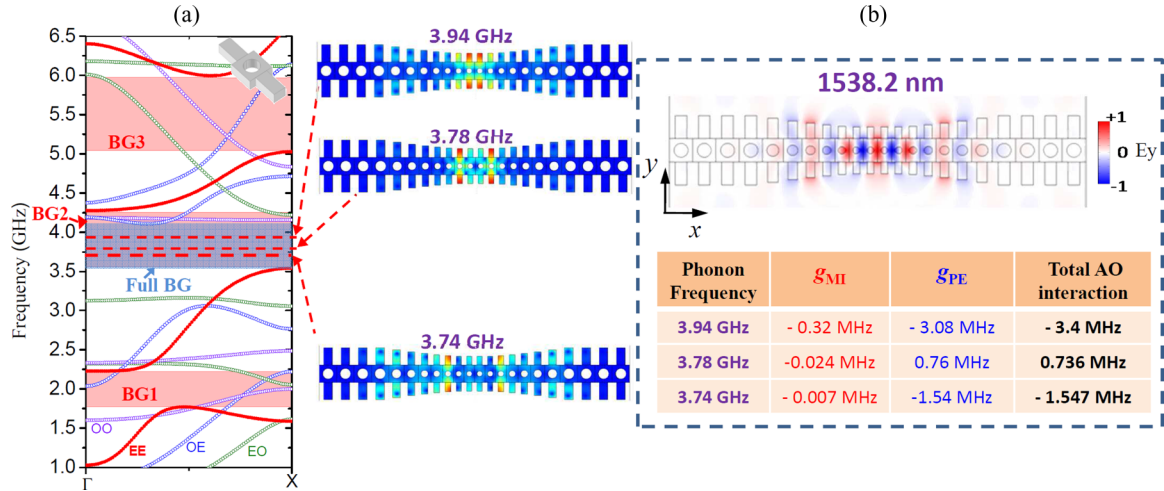 (a)
(b)
Frequency (GHz)
6.5
6.0
5.5
5.0
4.5
4.0
3.5
3.0
2.5
2.0
1.5
1.0
BG3
BG2
Full BG
BG1
OO
EE
OE
EO
Γ
X
3.94 GHz
3.78 GHz
3.74 GHz
1538.2 nm
y
x
+1
0
-1
Ey
Phonon Frequency g_MI g_PE Total AO interaction
3.94 GHz - 0.32 MHz - 3.08 MHz - 3.4 MHz
3.78 GHz -0.024 MHz 0.76 MHz 0.736 MHz
3.74 GHz - 0.007 MHz -1.54 MHz - 1.547 MHz